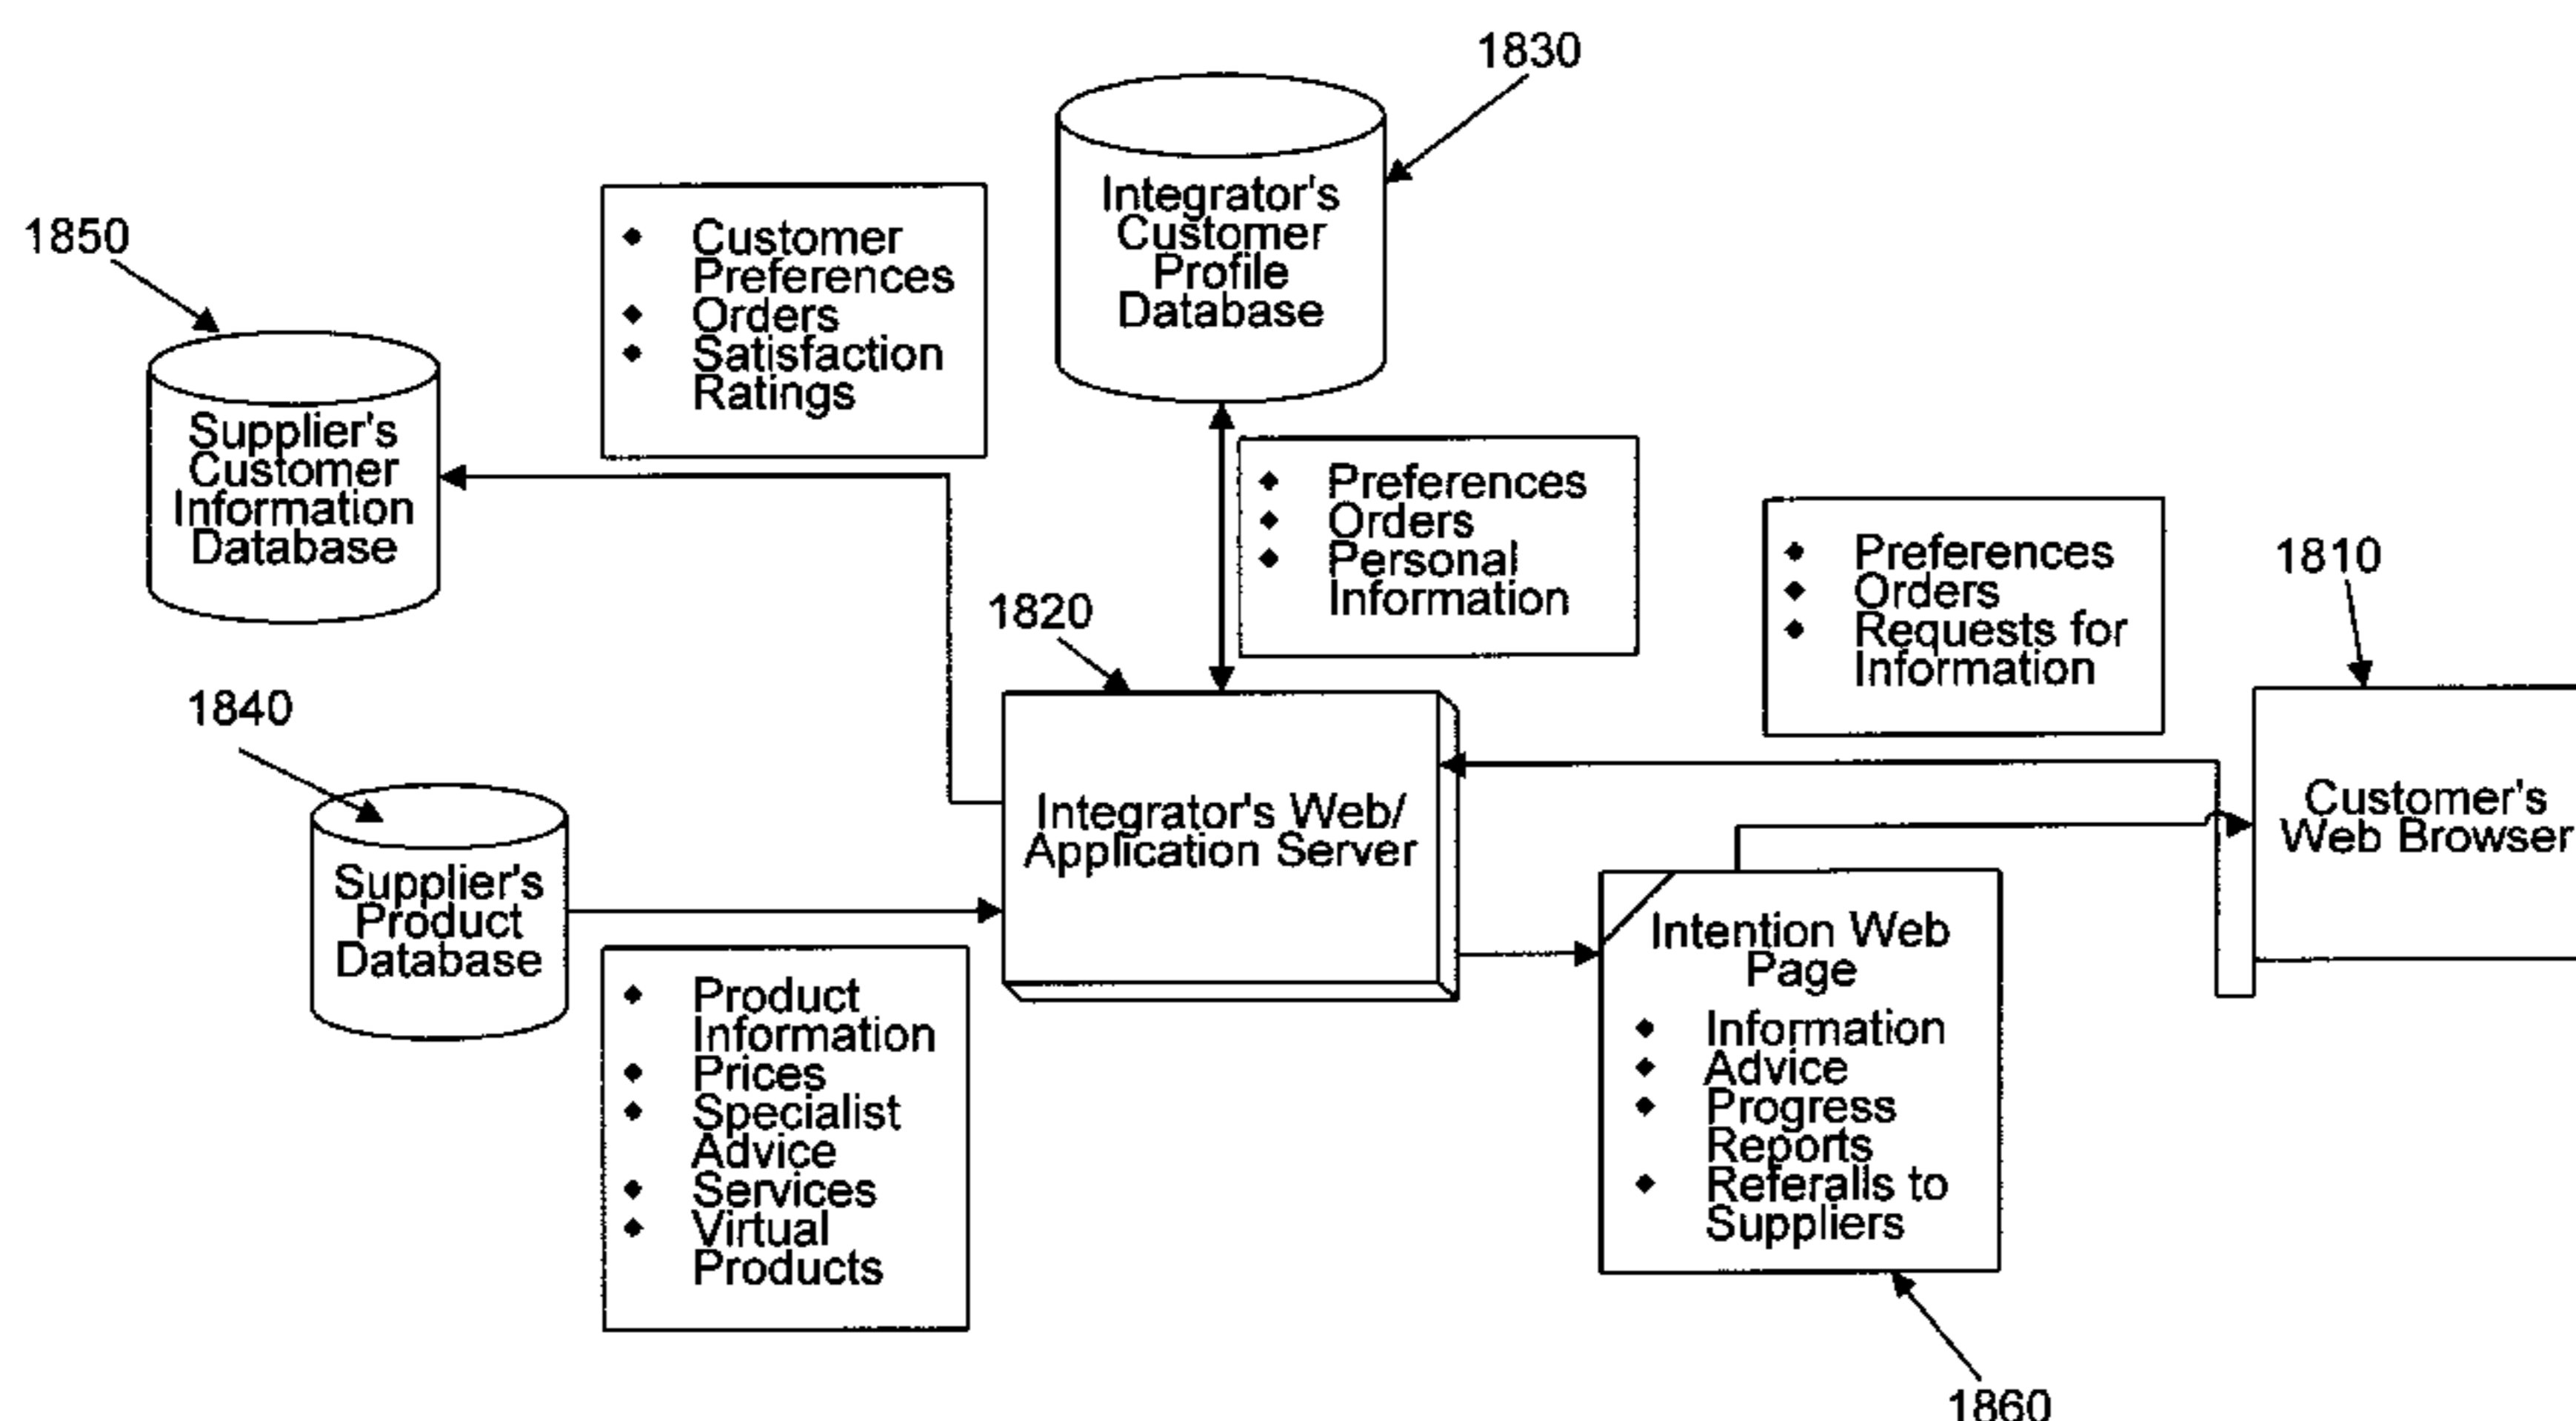 1830
Integrator's
Customer
Profile
Database
1850
◆ Customer
Preferences
◆ Orders
◆ Satisfaction
Ratings
Supplier's
Customer
Information
Database
◆ Preferences
◆ Orders
◆ Personal
Information
◆ Preferences
◆ Orders
◆ Requests for
Information
1810
1820
1840
Integrator's Web/
Application Server
Customer's
Web Browser
Supplier's
Product
Database
◆ Product
Information
◆ Prices
◆ Specialist
Advice
◆ Services
◆ Virtual
Products
Intention Web
Page
◆ Information
◆ Advice
◆ Progress
Reports
◆ Referalls to
Suppliers
1860